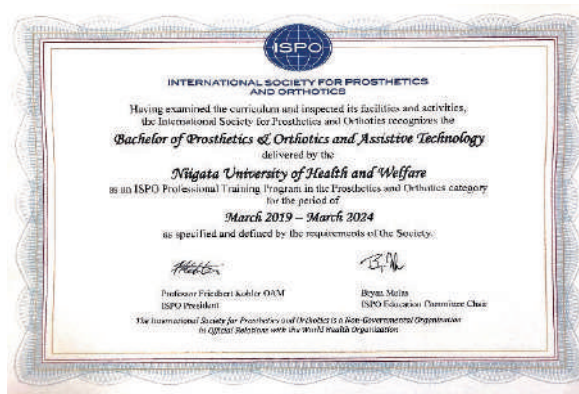 ISPO
INTERNATIONAL SOCIETY FOR PROSTHETICS
AND ORTHOTICS
Having examined the curriculum and inspected its facilities and activities,
the International Society for Prosthetics and Orthotics recognizes the
Bachelor of Prosthetics & Orthotics and Assistive Technology
delivered by the
Niigata University of Health and Welfare
as an ISPO Professional Training Program in the Prosthetics and Orthotics category
for the period of
March 2019 – March 2024
as specified and defined by the requirements of the Society.
Professor Friedbert Kohler OAM
ISPO President
Bryan Malas
ISPO Education Committee Chair
The International Society for Prosthetics and Orthotics is a Non-Governmental Organization
in Official Relations with the World Health Organization